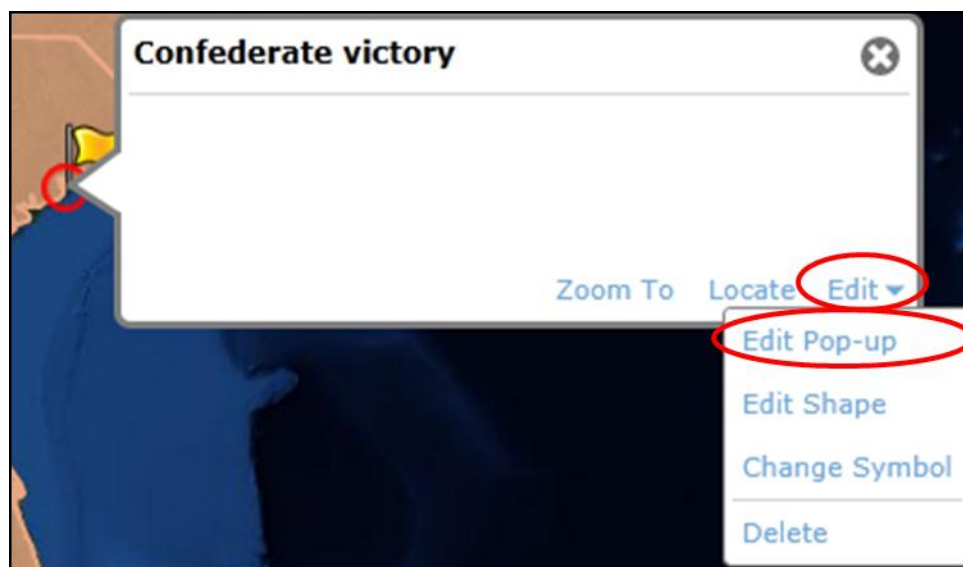 Confederate victory
Zoom To Locate Edit
Edit Pop-up
Edit Shape
Change Symbol
Delete